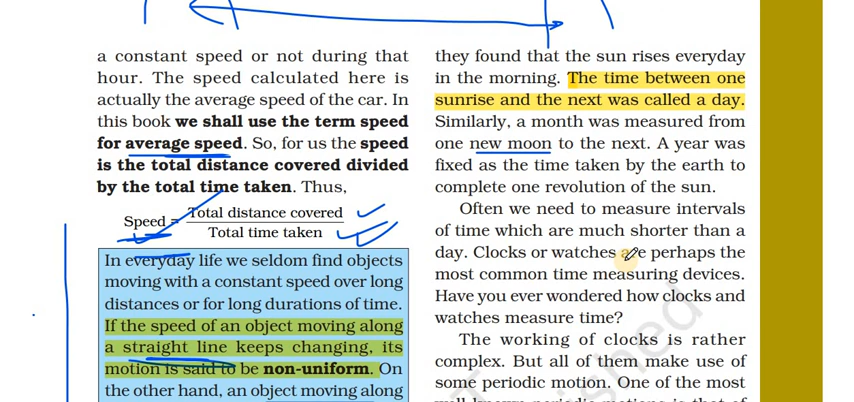 a constant speed or not during that
hour. The speed calculated here is
actually the average speed of the car. In
this book we shall use the term speed
for average speed. So, for us the speed
is the total distance covered divided
by the total time taken. Thus,
Speed = Total distance covered
Total time taken
In everyday life we seldom find objects
moving with a constant speed over long
distances or for long durations of time.
If the speed of an object moving along
a straight line keeps changing, its
motion is said to be non-uniform. On
the other hand, an object moving along
they found that the sun rises everyday
in the morning. The time between one
sunrise and the next was called a day.
Similarly, a month was measured from
one new moon to the next. A year was
fixed as the time taken by the earth to
complete one revolution of the sun.
Often we need to measure intervals
of time which are much shorter than a
day. Clocks or watches are perhaps the
most common time measuring devices.
Have you ever wondered how clocks and
watches measure time?
The working of clocks is rather
complex. But all of them make use of
some periodic motion. One of the most
well-known periodic motions is that of